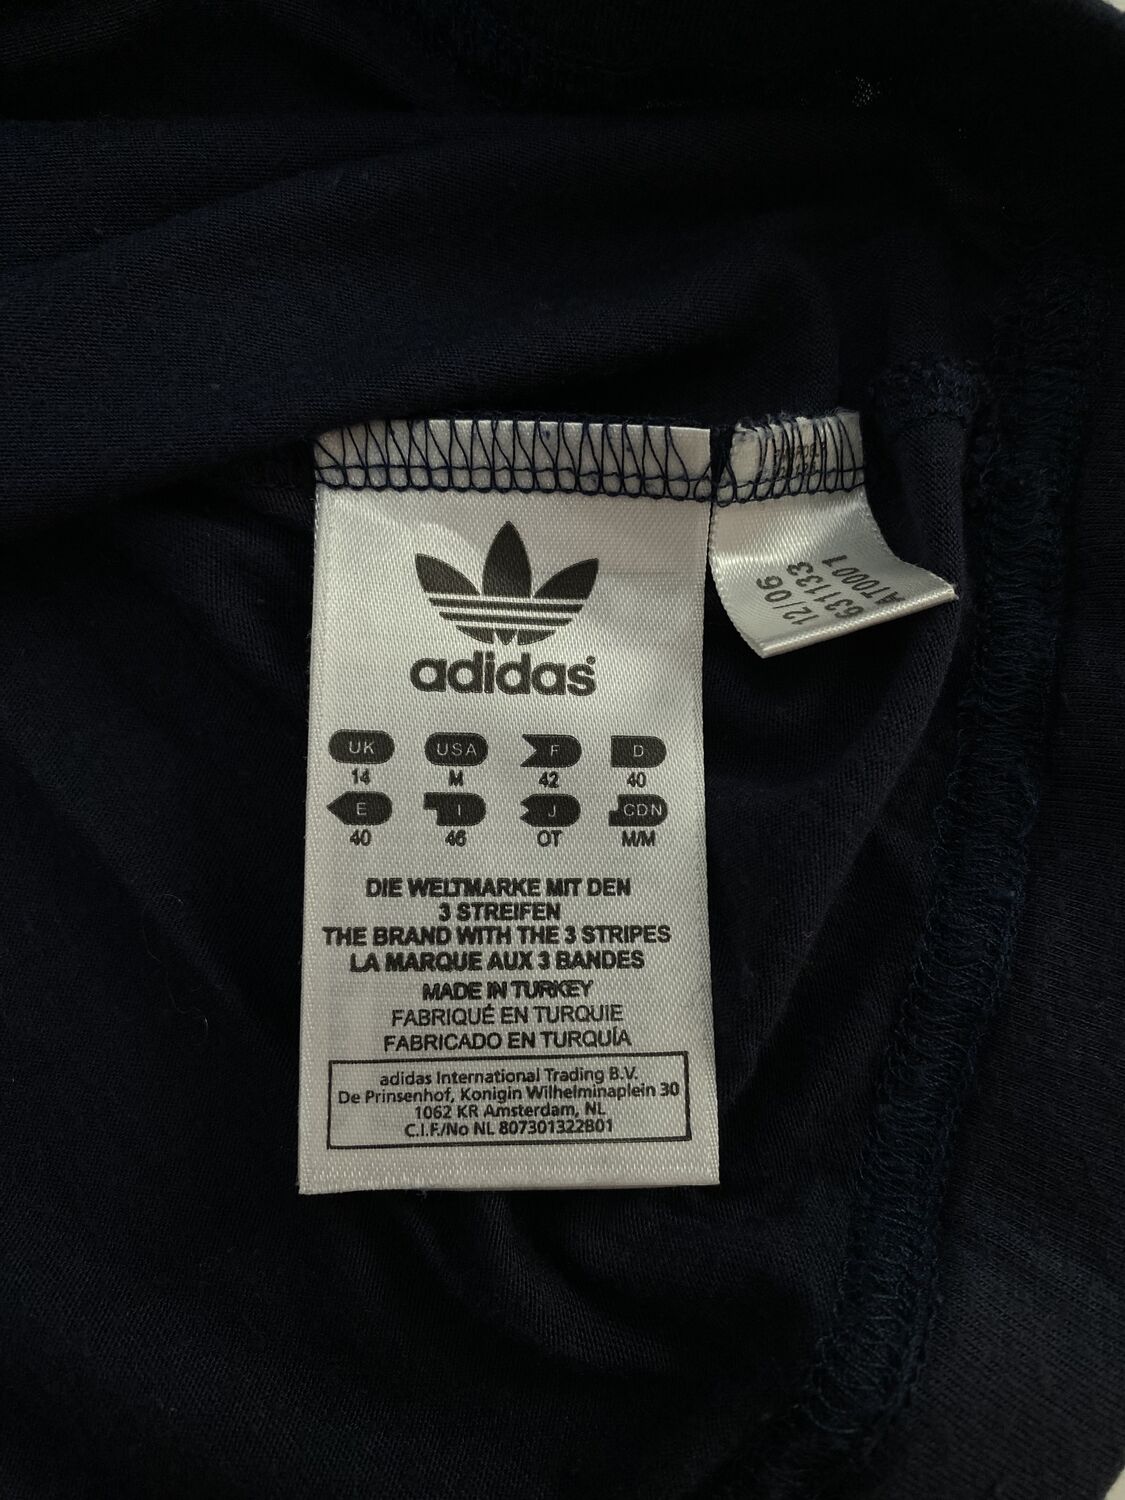 adidas
UK USA F D
14 M 42 40
E I J CDN
40 46 OT M/M
DIE WELTMARKE MIT DEN
3 STREIFEN
THE BRAND WITH THE 3 STRIPES
LA MARQUE AUX 3 BANDES
MADE IN TURKEY
FABRIQUÉ EN TURQUIE
FABRICADO EN TURQUÍA
adidas International Trading B.V.
De Prinsenhof, Konigin Wilhelminaplein 30
1062 KR Amsterdam, NL
C.I.F./No NL 807301322B01
12/06
631133
AT0001